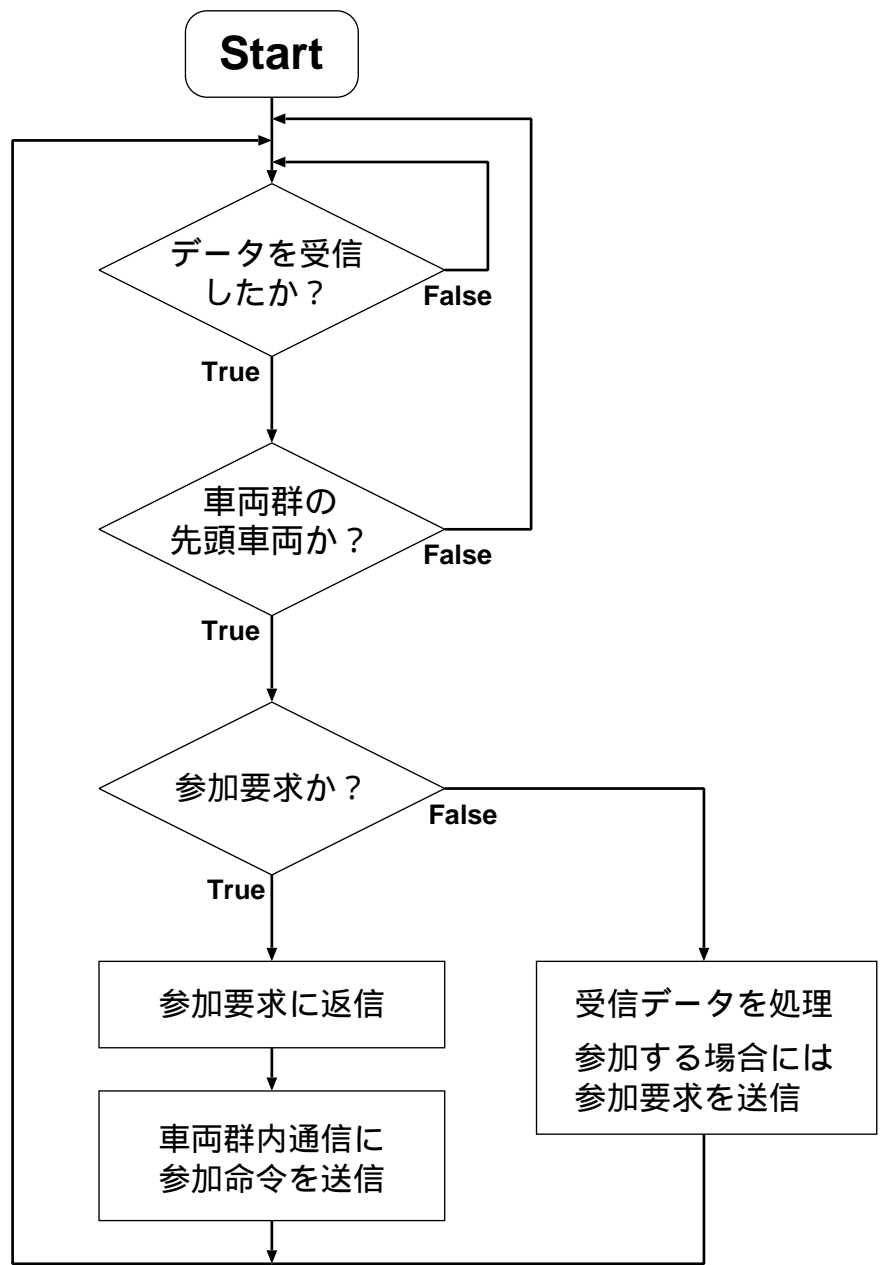 Start
データを受信
したか？
False
True
車両群の
先頭車両か？
False
True
参加要求か？
False
True
参加要求に返信
車両群内通信に
参加命令を送信
受信データを処理
参加する場合には
参加要求を送信